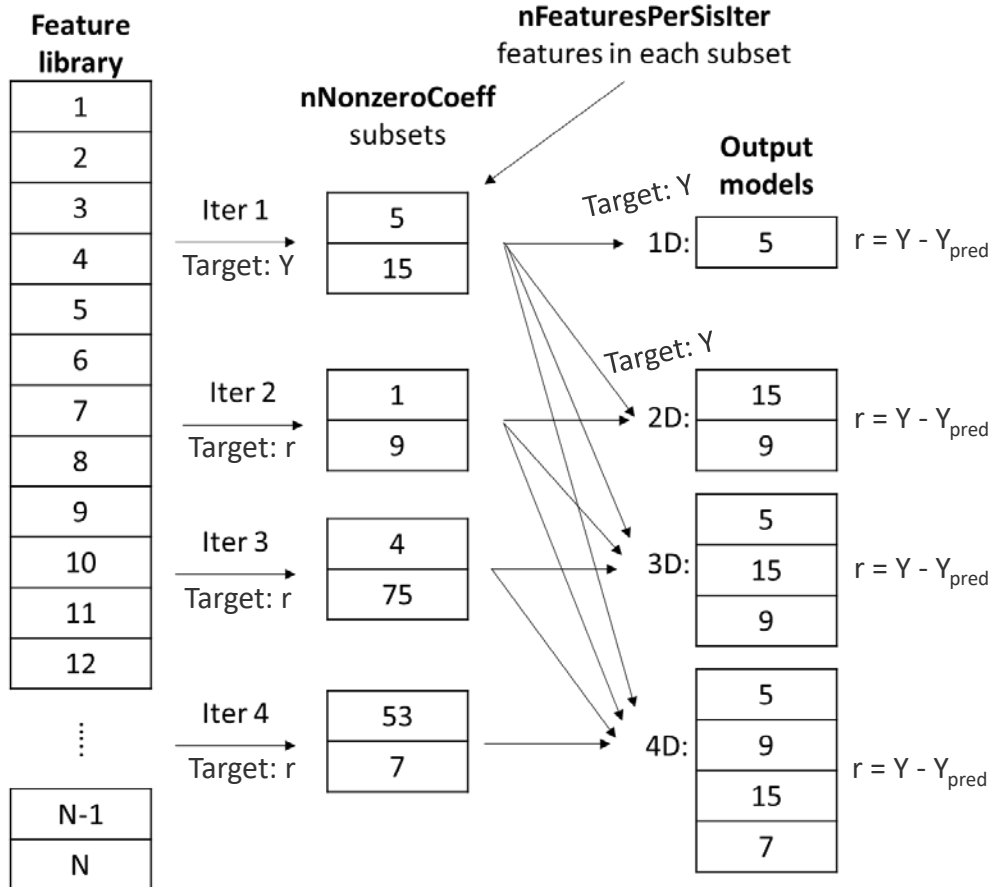 Feature
library
1
2
3
4
5
6
7
8
9
10
11
12
......
N-1
N
nFeaturesPerSisIter
features in each subset
nNonzeroCoeff
subsets
Output
models
Iter 1
Target: Y
5
15
Target: Y
1D:
5
r = Y - Ypred
Iter 2
Target: r
1
9
Target: Y
2D:
15
9
r = Y - Ypred
Iter 3
Target: r
4
75
3D:
5
15
9
r = Y - Ypred
Iter 4
Target: r
53
7
4D:
5
9
15
7
r = Y - Ypred